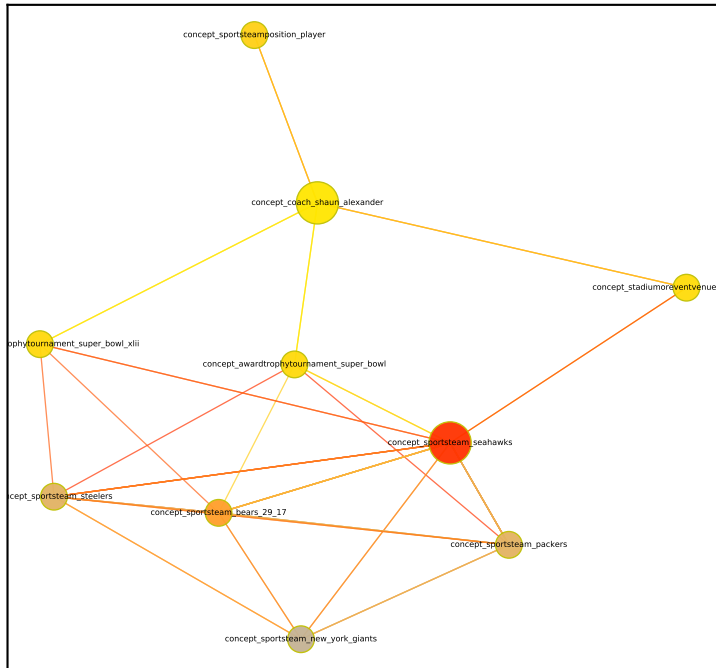 concept_sportsteamposition_player
concept_coach_shaun_alexander
concept_stadiumoreventvenue
ophytournament_super_bowl_xlii
concept_awardtrophytournament_super_bowl
concept_sportsteam_seahawks
cept_sportsteam_steelers
concept_sportsteam_bears_29_17
concept_sportsteam_packers
concept_sportsteam_new_york_giants